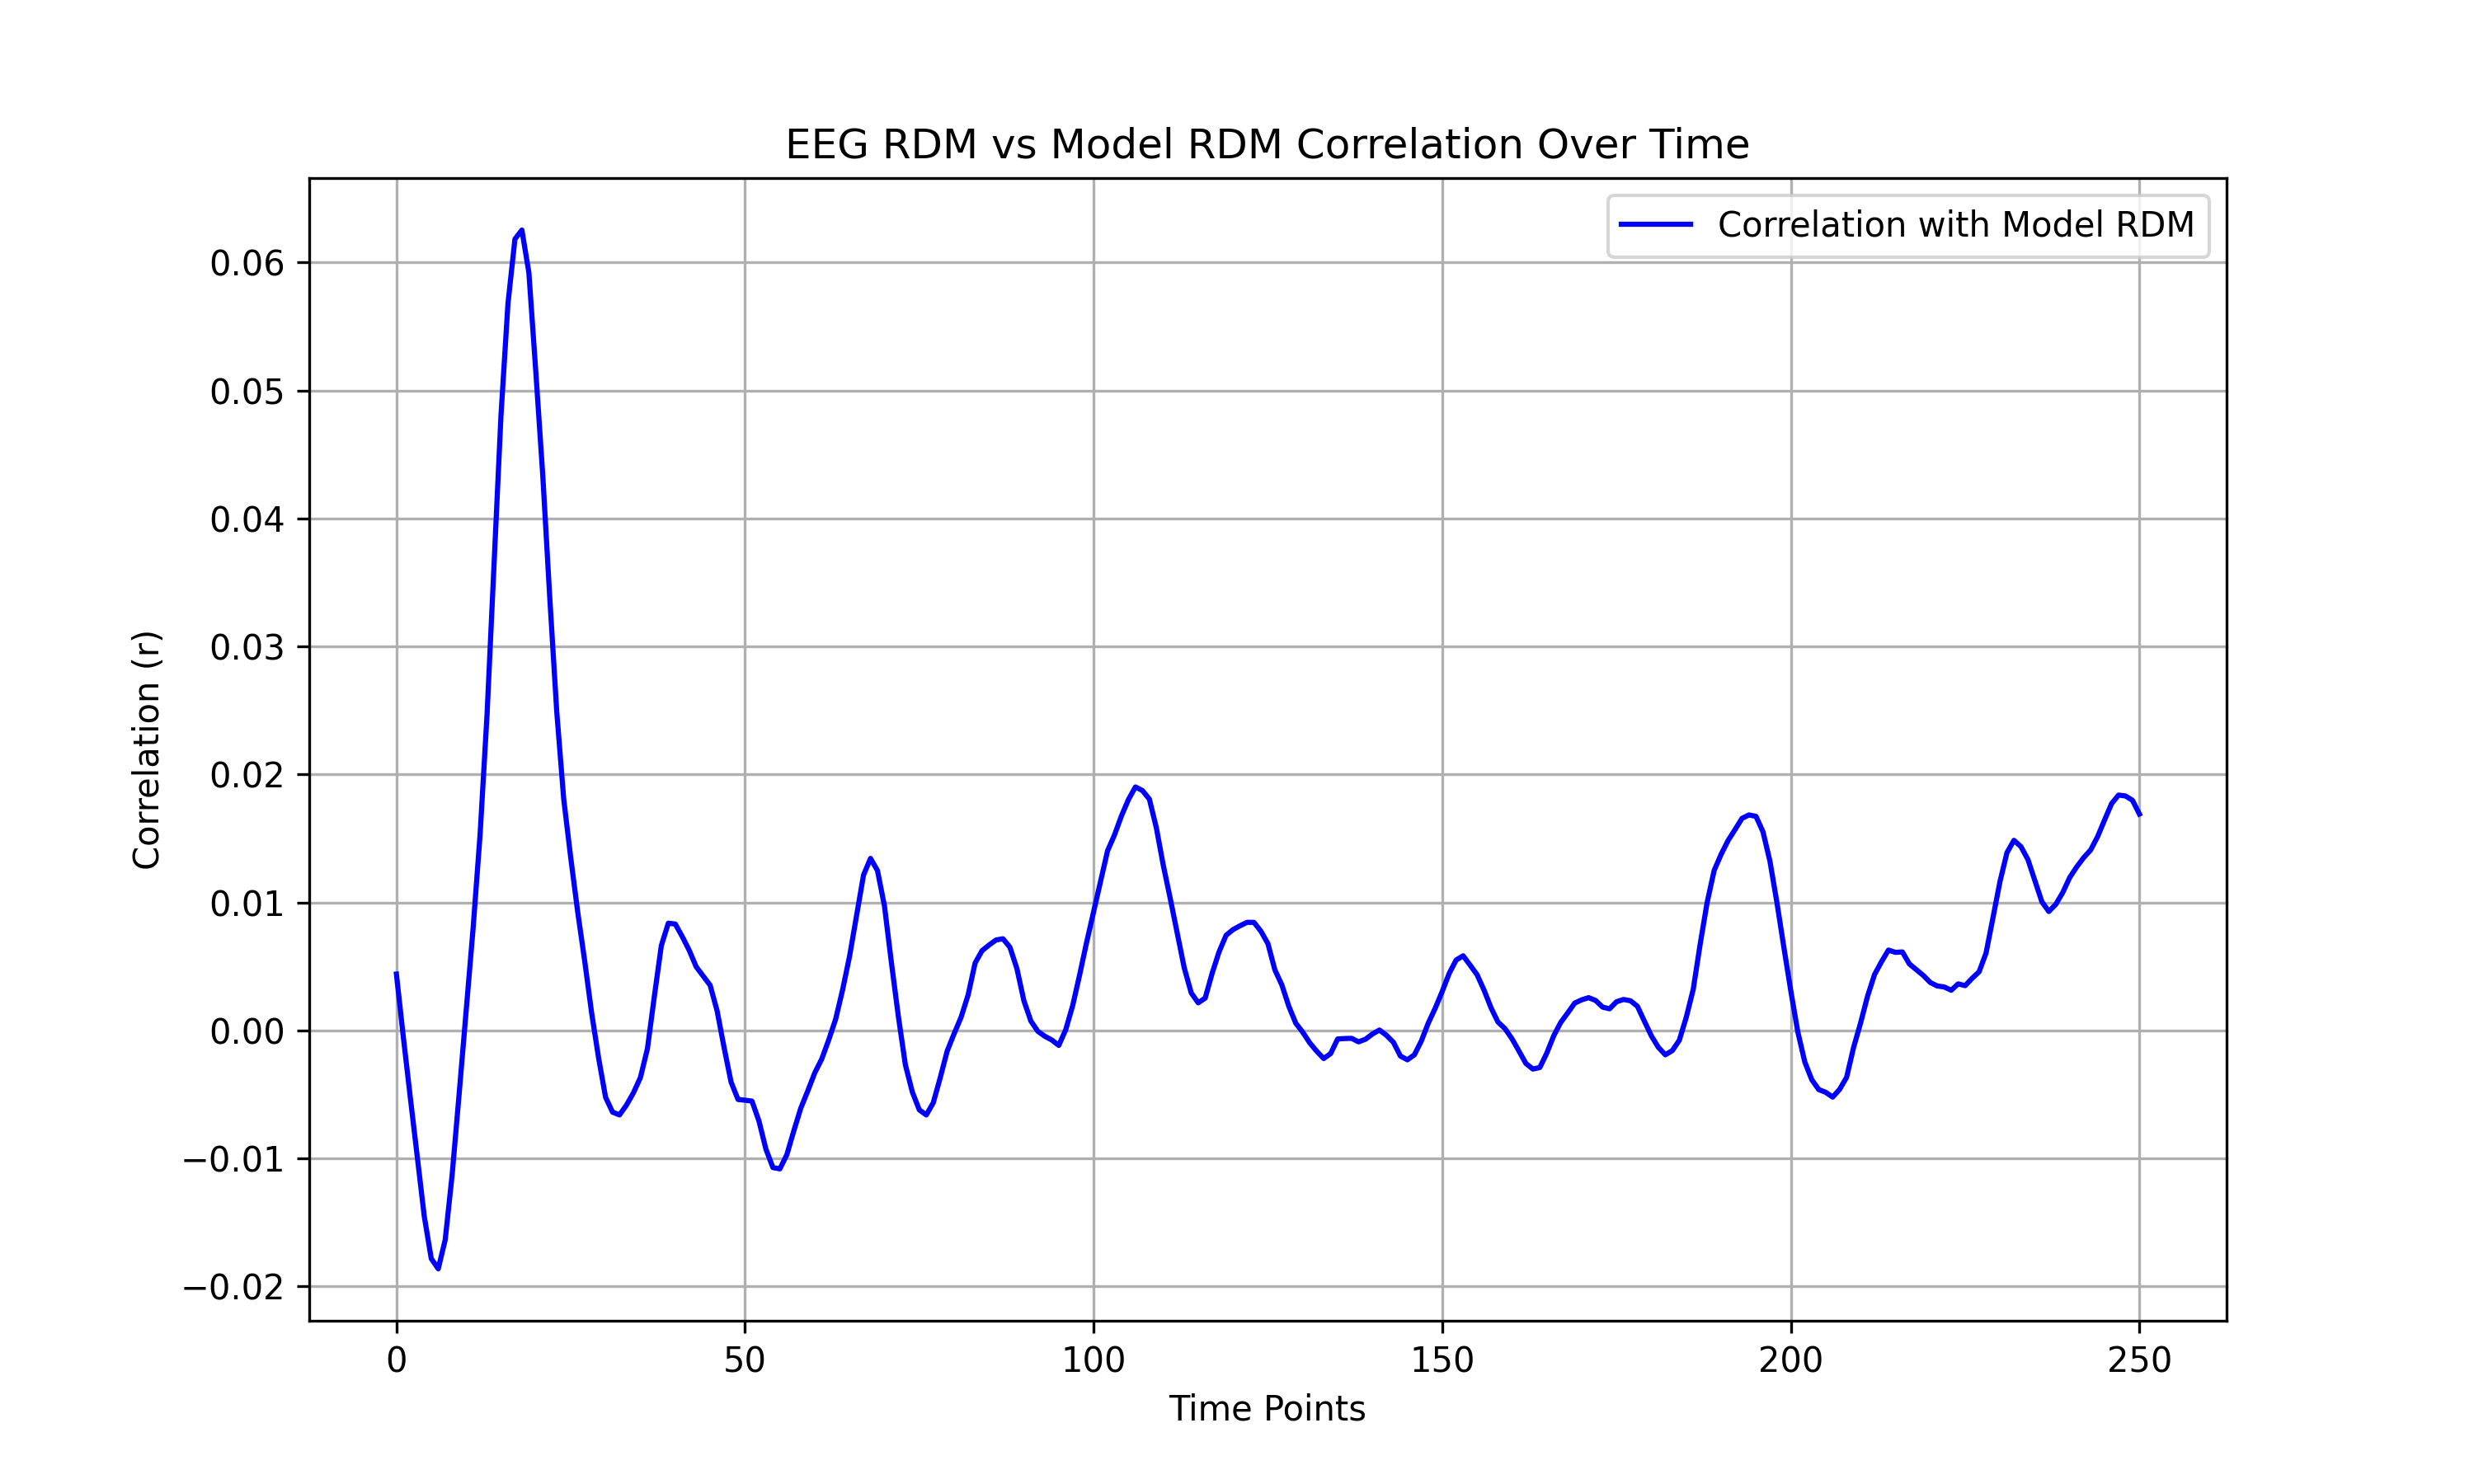 EEG RDM vs Model RDM Correlation Over Time
Correlation with Model RDM
Correlation (r)
0.06
0.05
0.04
0.03
0.02
0.01
0.00
−0.01
−0.02
0 50 100 150 200 250
Time Points